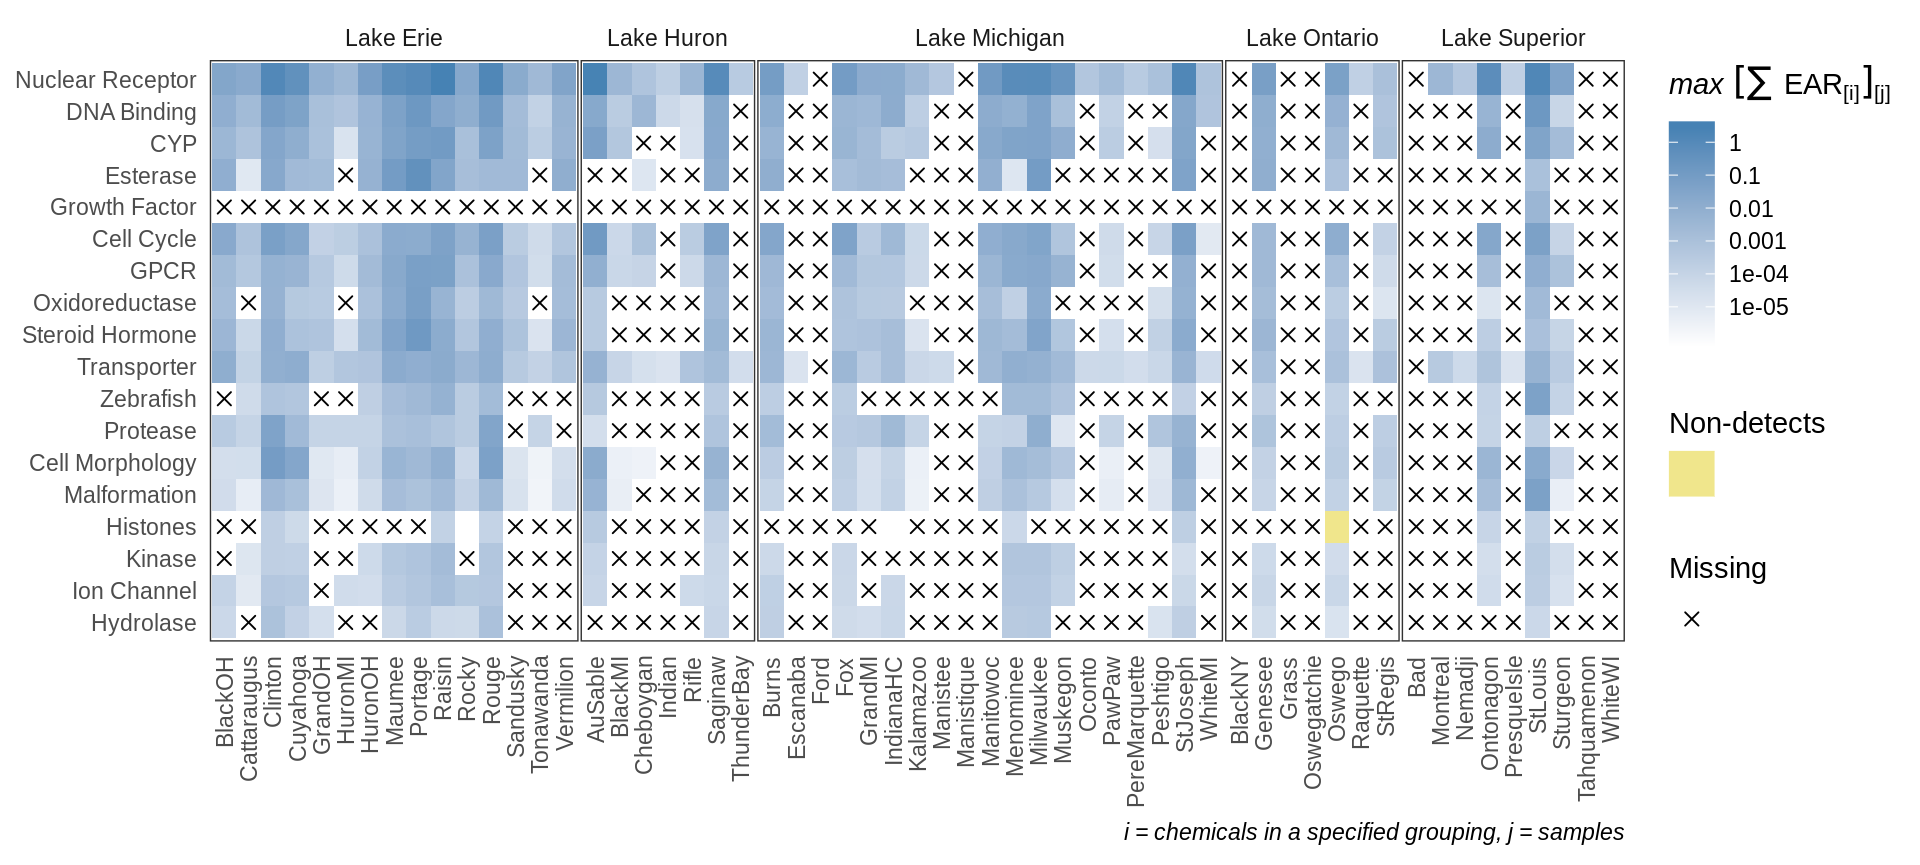 Lake Erie Lake Huron Lake Michigan Lake Ontario Lake Superior
Nuclear Receptor
DNA Binding
CYP
Esterase
Growth Factor
Cell Cycle
GPCR
Oxidoreductase
Steroid Hormone
Transporter
Zebrafish
Protease
Cell Morphology
Malformation
Histones
Kinase
Ion Channel
Hydrolase
BlackOH
Cattaraugus
Clinton
Cuyahoga
GrandOH
HuronMI
HuronOH
Maumee
Portage
Raisin
Rocky
Rouge
Sandusky
Tonawanda
Vermilion
AuSable
BlackMI
Cheboygan
Indian
Rifle
Saginaw
ThunderBay
Burns
Escanaba
Ford
Fox
GrandMI
IndianaHC
Kalamazoo
Manistee
Manistique
Manitowoc
Menominee
Milwaukee
Muskegon
Oconto
PawPaw
PereMarquette
Peshtigo
StJoseph
WhiteMI
BlackNY
Genesee
Grass
Oswegatchie
Oswego
Raquette
StRegis
Bad
Montreal
Nemadji
Ontonagon
PresqueIsle
StLouis
Sturgeon
Tahquamenon
WhiteWI
i = chemicals in a specified grouping, j = samples
max [∑ EAR[i]][j]
1
0.1
0.01
0.001
1e-04
1e-05
Non-detects
Missing